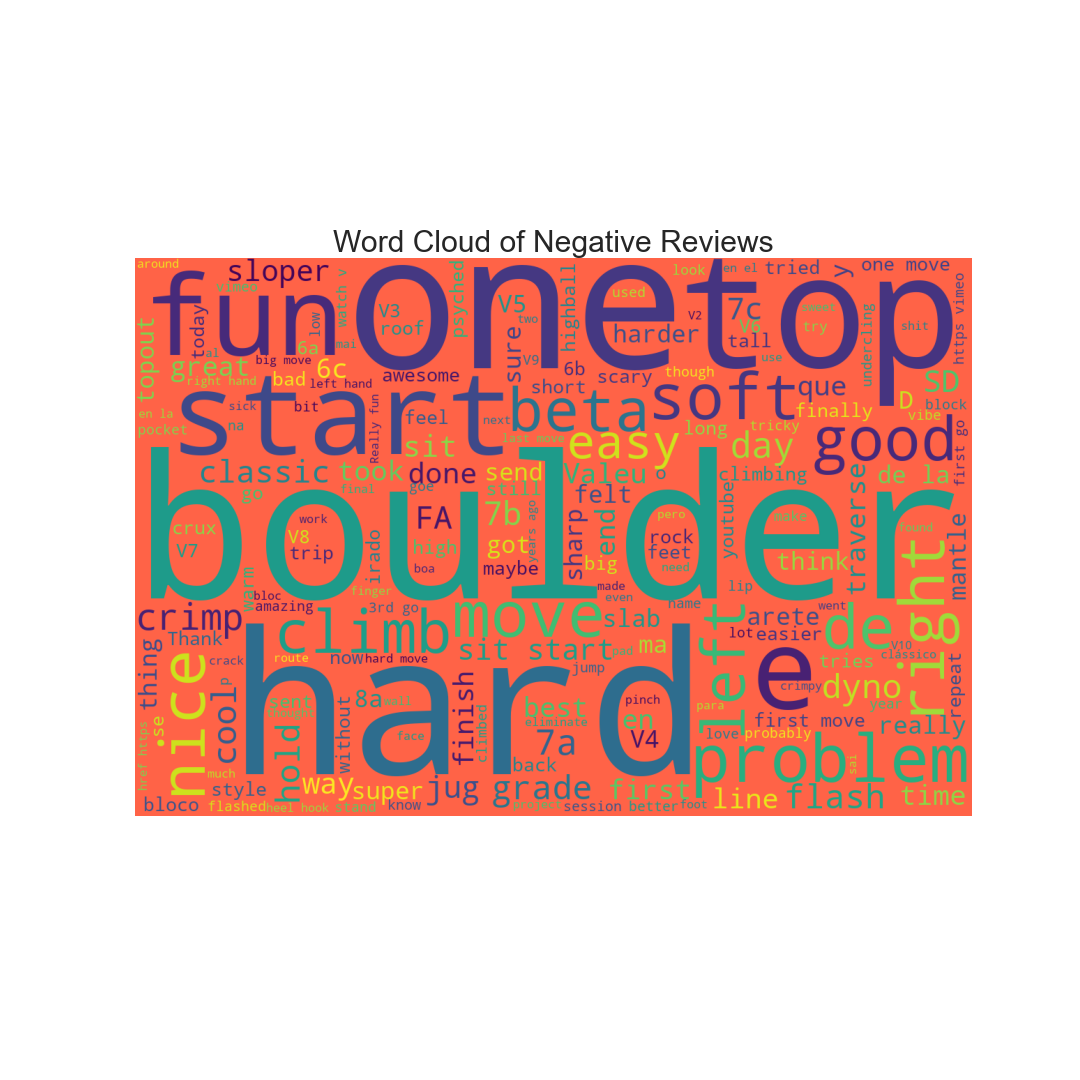 Word Cloud of Negative Reviews
around
sloper
vimeo
fun
one
top
today
low
watch v
mai
V3
roof
psyched
V5
two
V9
sure
highball
look
used
harder
en el
tried
y
one move
7c
V2
V6
tall
try
use
undercling
shit
https vimeo
topout
al
great
6a
big move
6c
right hand
bad
left hand
awesome
6b
short
scary
though
soft
que
finally
D
SD
block
vibe
first go
en la
pocket
sick
na
bit
Really fun
start
feel
sit
next
beta
last move
easy
long
day
tricky
good
classic
took
done
send
still
Valeu
o
climbing
de la
go
final
goe
felt
youtube
boulder
crux
V7
V8
work
trip
irado
FA
high
boa
7b
got
maybe
years ago
sharp
end
big
pero
rock
feet
need
make
think
traverse
found
mantle
right
warm
bloc
amazing
finger
3rd go
made
even
name
lip
went
crimp
Thank
climb
move
slab
sit start
pad
ma
left
arete
lot
easier
de
V10
clássico
thing
crack
p
route
now
hard move
jump
hard
e
crimpy
tries
dyno
year
repeat
nice
se
cool
sent
thought
without
8a
wall
face
finish
climbed
best
eliminate
en
pinch
V4
para
first move
love
probably
really
href https
much
style
hold
7a
back
problem
sai
bloco
flashed
heel hook
way
stand
super
know
jug
grade
project
session
first
better
foot
line
flash
time